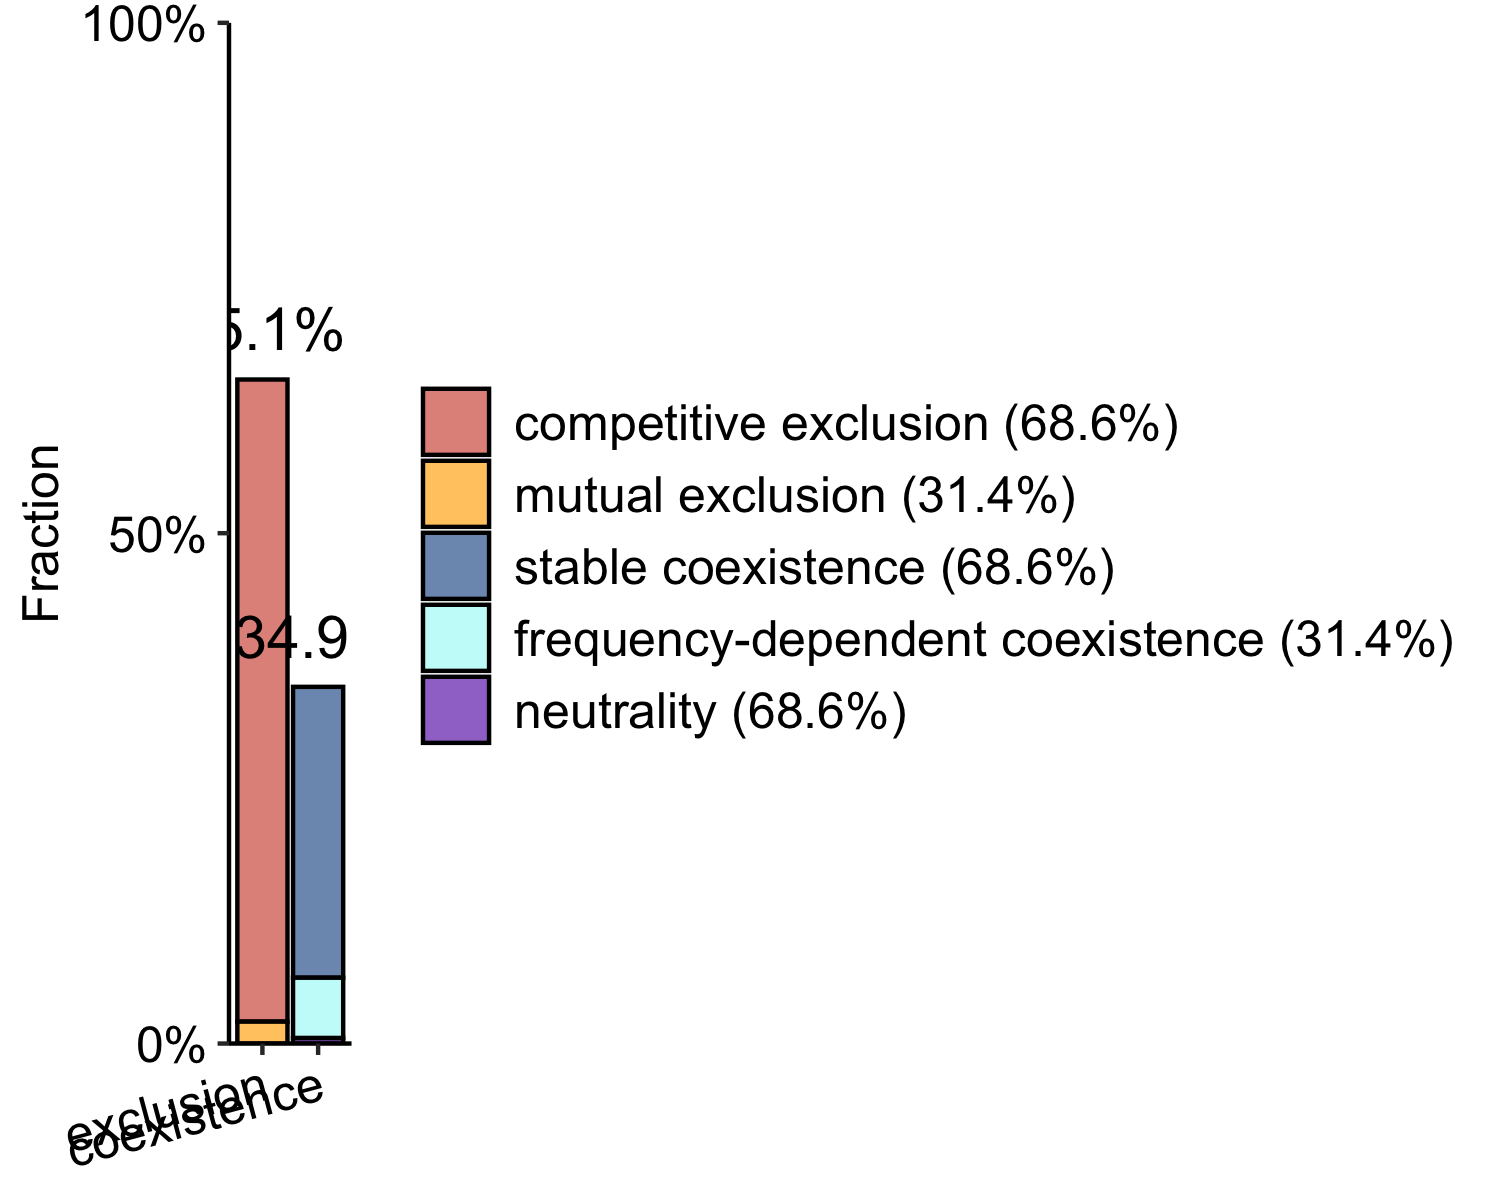 100%
5.1%
50%
34.9
0%
Fraction
exclusion
coexistence
competitive exclusion (68.6%)
mutual exclusion (31.4%)
stable coexistence (68.6%)
frequency-dependent coexistence (31.4%)
neutrality (68.6%)